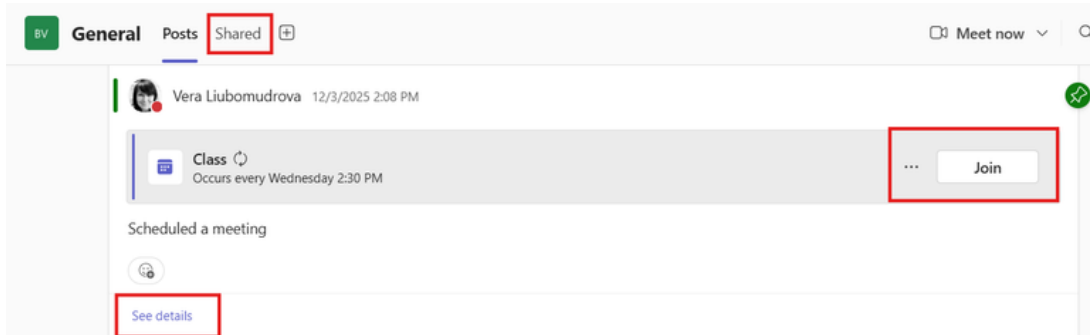 BV General Posts Shared Meet now
Vera Liubomudrova 12/3/2025 2:08 PM
Class
Occurs every Wednesday 2:30 PM
... Join
Scheduled a meeting
See details